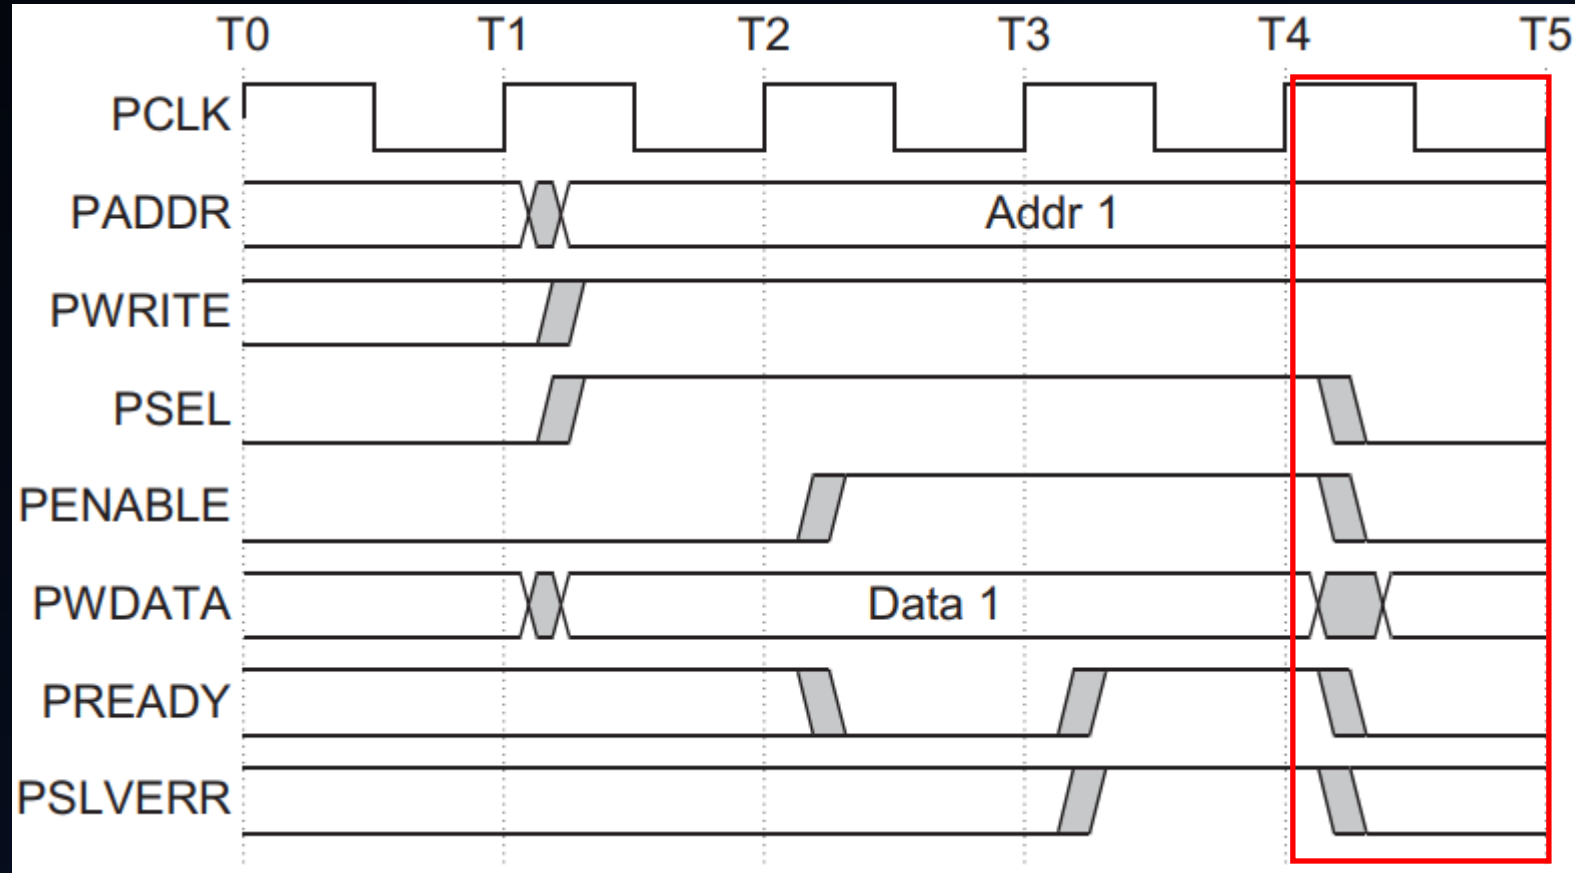 T0 T1 T2 T3 T4 T5
PCLK
PADDR Addr 1
PWRITE
PSEL
PENABLE
PWDATA Data 1
PREADY
PSLVERR